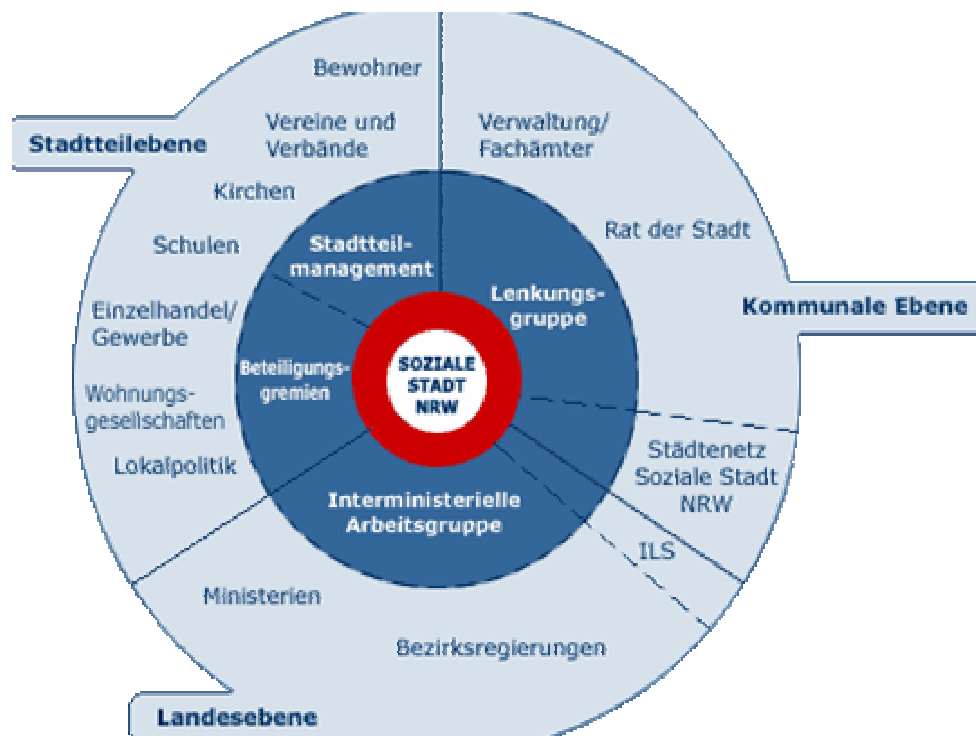 Bewohner
Vereine und
Verbände
Stadtteilebene
Kirchen
Schulen
Einzelhandel/
Gewerbe
Wohnungs-
gesellschaften
Lokalpolitik
Stadtteil-
management
Beteiligungs-
gremien
Verwaltung/
Fachämter
Rat der Stadt
Lenkungs-
gruppe
Kommunale Ebene
SOZIALE
STADT
NRW
Städtenetz
Soziale Stadt
NRW
Interministerielle
Arbeitsgruppe
ILS
Ministerien
Bezirksregierungen
Landesebene